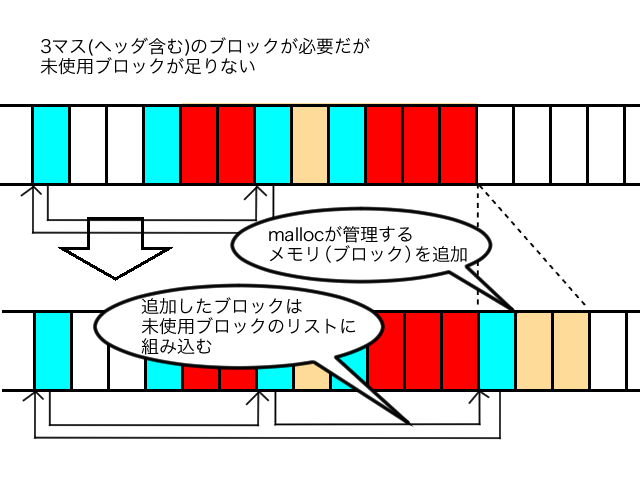 3マス(ヘッダ含む)のブロックが必要だが
未使用ブロックが足りない
mallocが管理する
メモリ（ブロック）を追加
追加したブロックは
未使用ブロックのリストに
組み込む